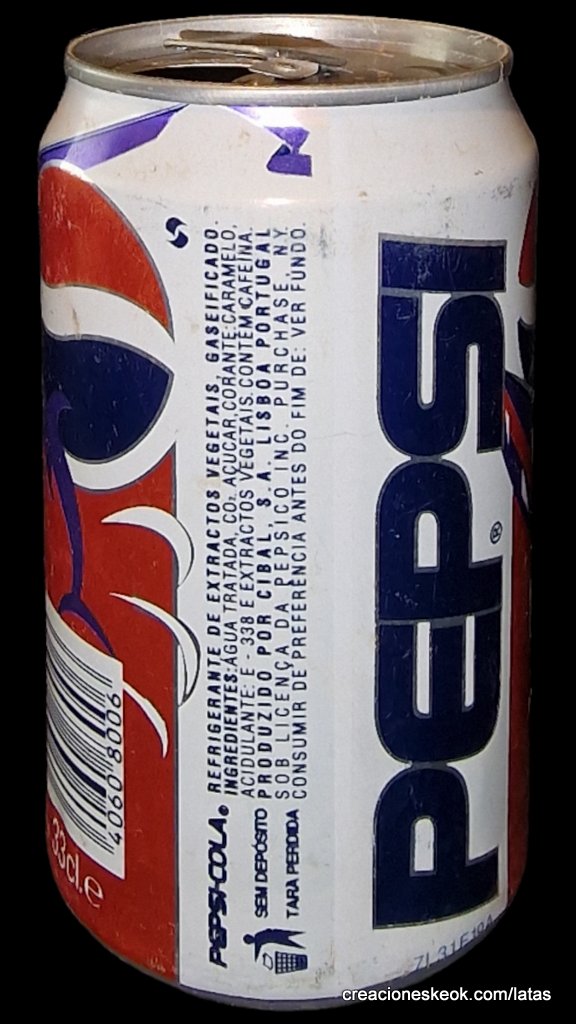 PEPSI®
PEPSI-COLA®
SEM DEPÓSITO
TARA PERDIDA
REFRIGERANTE DE EXTRACTOS VEGETAIS, GASEIFICADO.
INGREDIENTES: ÁGUA TRATADA, CO₂, AÇUCAR, CORANTE: CARAMELO,
ACIDULANTE: E - 338 E EXTRACTOS VEGETAIS. CONTÉM CAFEÍNA.
PRODUZIDO POR CIBAL, S. A. LISBOA PORTUGAL
SOB LICENÇA DA PEPSICO INC. PURCHASE, N.Y.
CONSUMIR DE PREFERÊNCIA ANTES DO FIM DE: VER FUNDO.
4060 8006
33cl.e
creacioneskeok.com/latas